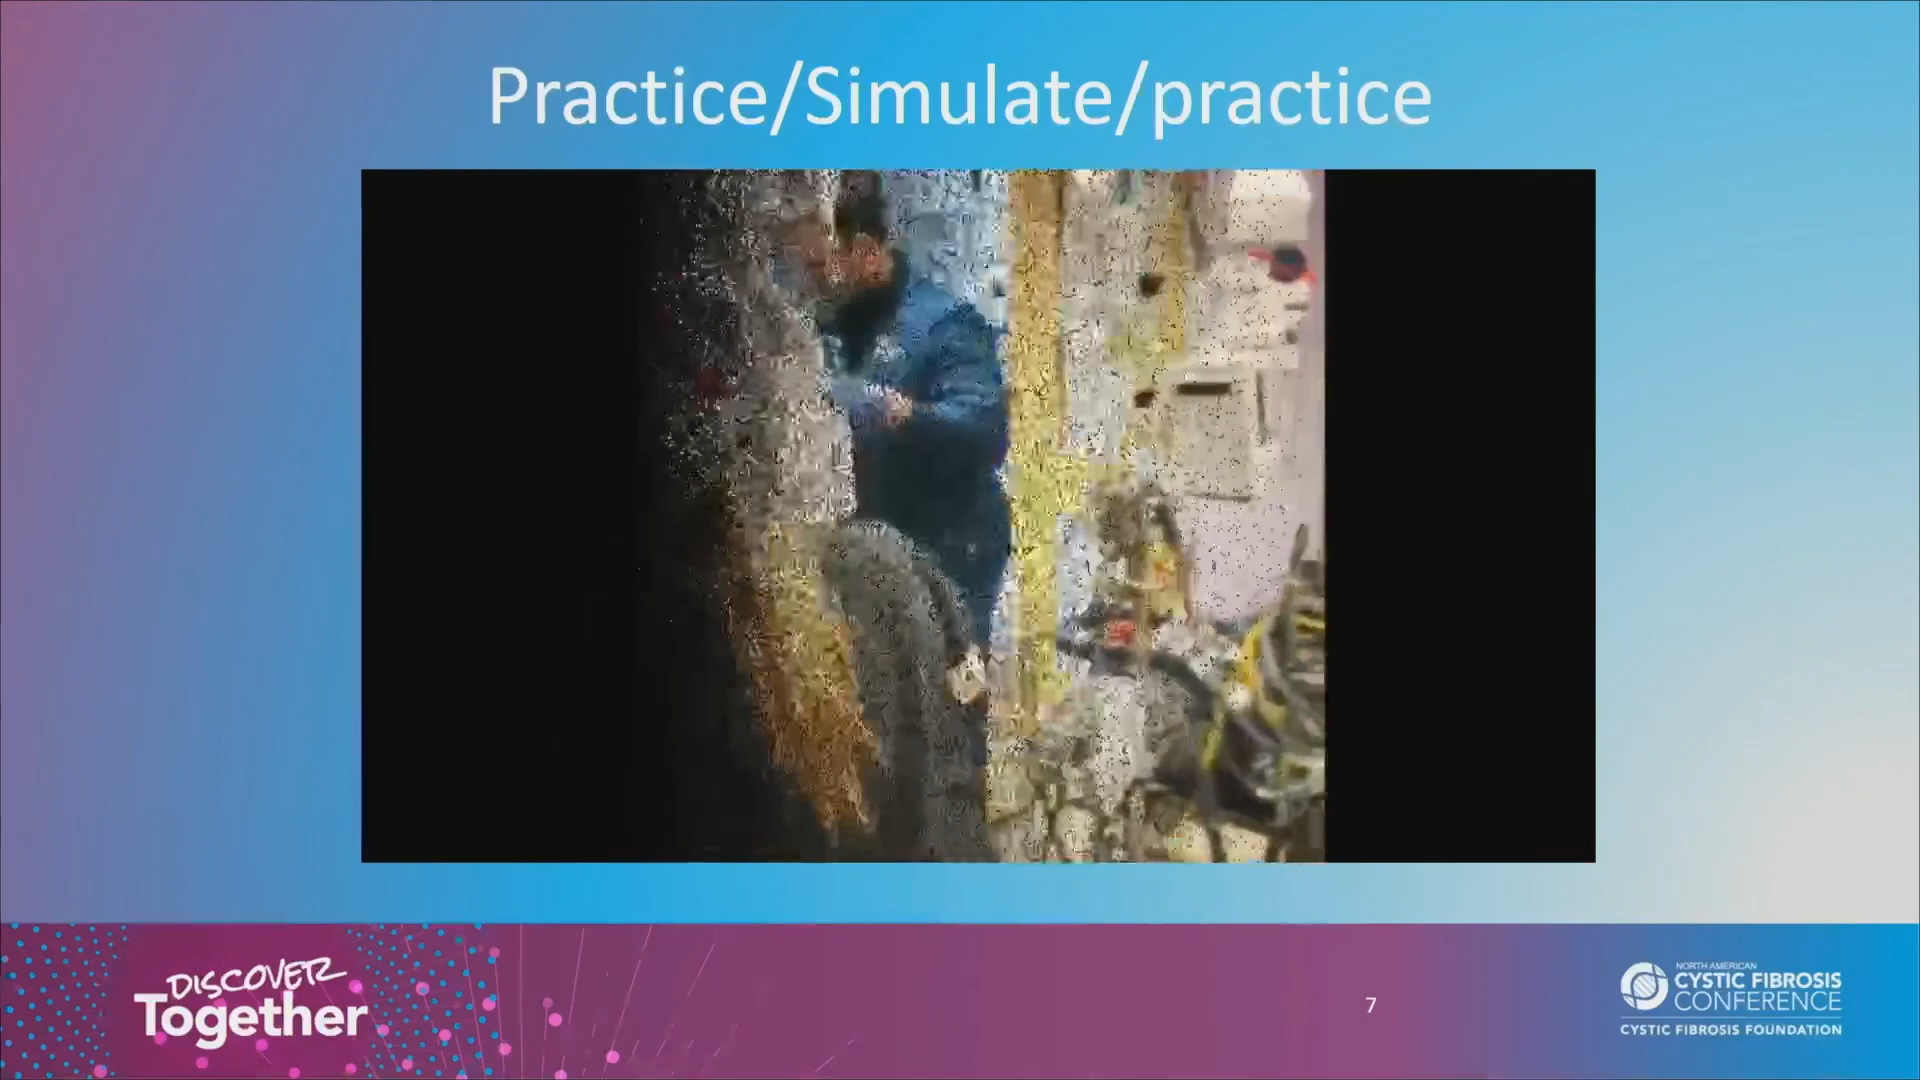 Practice/Simulate/practice
DISCOVER
Together
7
NORTH AMERICAN
CYSTIC FIBROSIS
CONFERENCE
CYSTIC FIBROSIS FOUNDATION